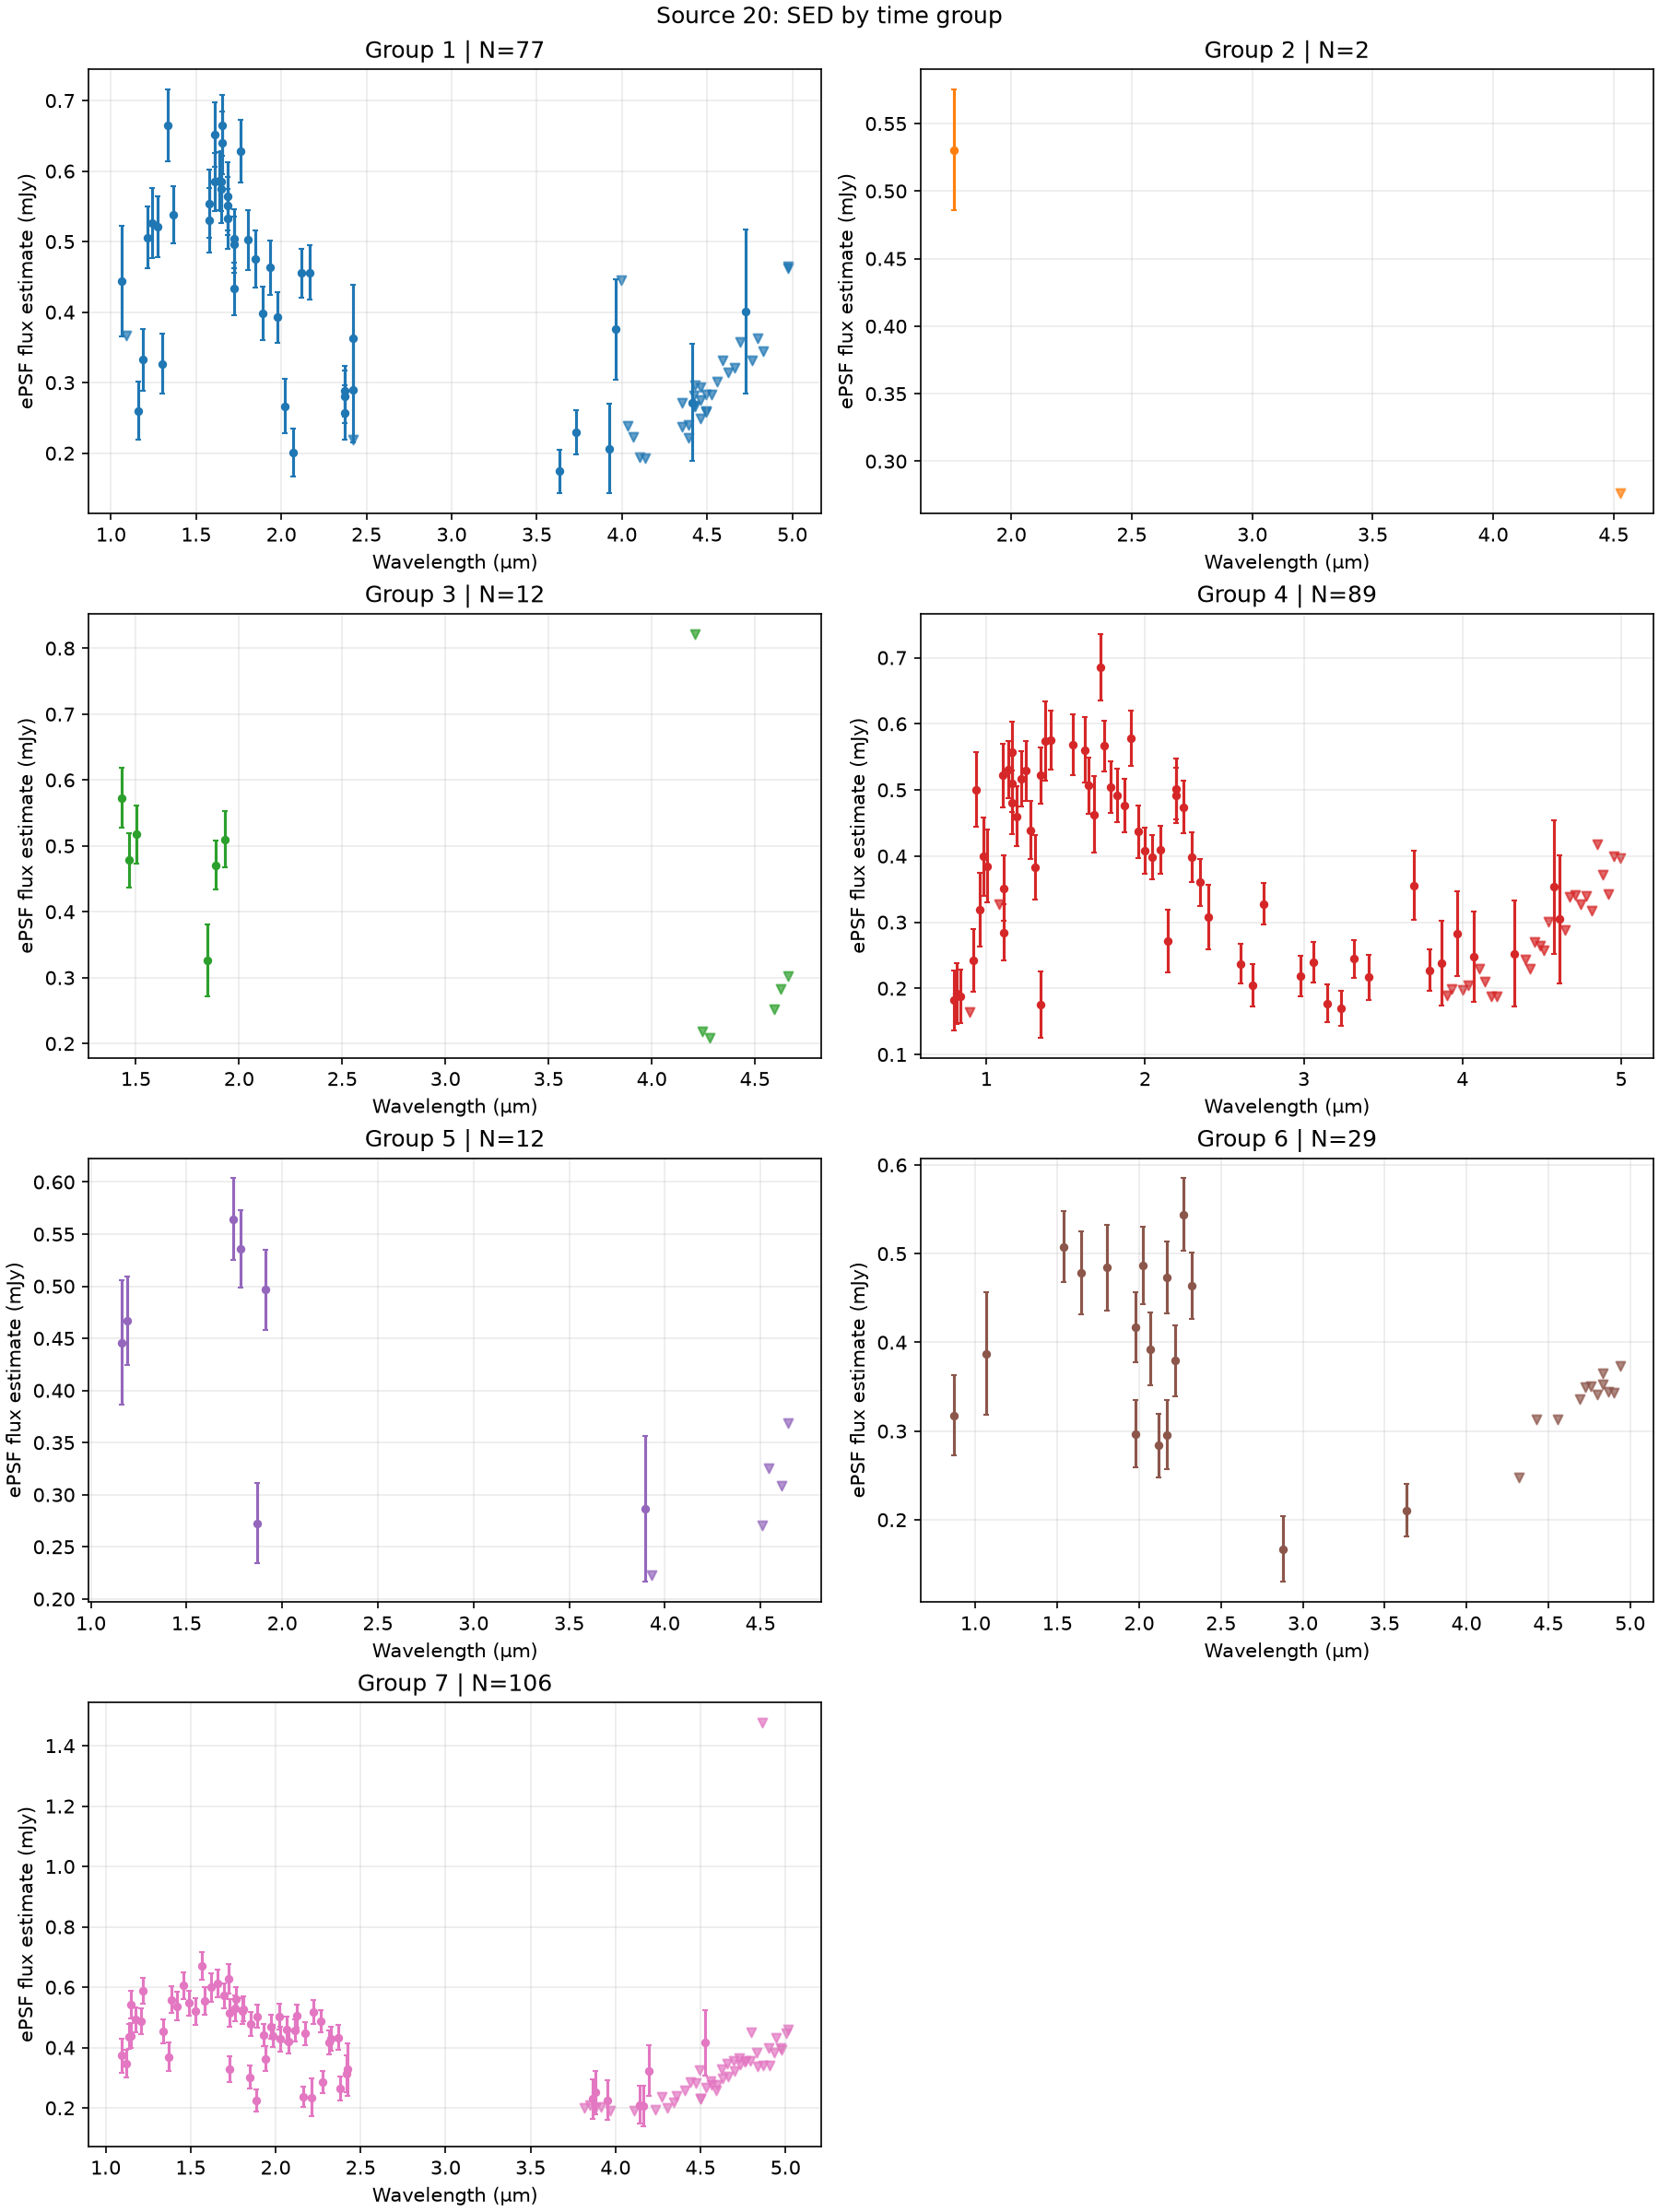 Source 20: SED by time group
Group 1 | N=77
ePSF flux estimate (mJy)
0.7
0.6
0.5
0.4
0.3
0.2
1.0 1.5 2.0 2.5 3.0 3.5 4.0 4.5 5.0
Wavelength (µm)
Group 2 | N=2
ePSF flux estimate (mJy)
0.55
0.50
0.45
0.40
0.35
0.30
2.0 2.5 3.0 3.5 4.0 4.5
Wavelength (µm)
Group 3 | N=12
ePSF flux estimate (mJy)
0.8
0.7
0.6
0.5
0.4
0.3
0.2
1.5 2.0 2.5 3.0 3.5 4.0 4.5
Wavelength (µm)
Group 4 | N=89
ePSF flux estimate (mJy)
0.7
0.6
0.5
0.4
0.3
0.2
0.1
1 2 3 4 5
Wavelength (µm)
Group 5 | N=12
ePSF flux estimate (mJy)
0.60
0.55
0.50
0.45
0.40
0.35
0.30
0.25
0.20
1.0 1.5 2.0 2.5 3.0 3.5 4.0 4.5
Wavelength (µm)
Group 6 | N=29
ePSF flux estimate (mJy)
0.6
0.5
0.4
0.3
0.2
1.0 1.5 2.0 2.5 3.0 3.5 4.0 4.5 5.0
Wavelength (µm)
Group 7 | N=106
ePSF flux estimate (mJy)
1.4
1.2
1.0
0.8
0.6
0.4
0.2
1.0 1.5 2.0 2.5 3.0 3.5 4.0 4.5 5.0
Wavelength (µm)